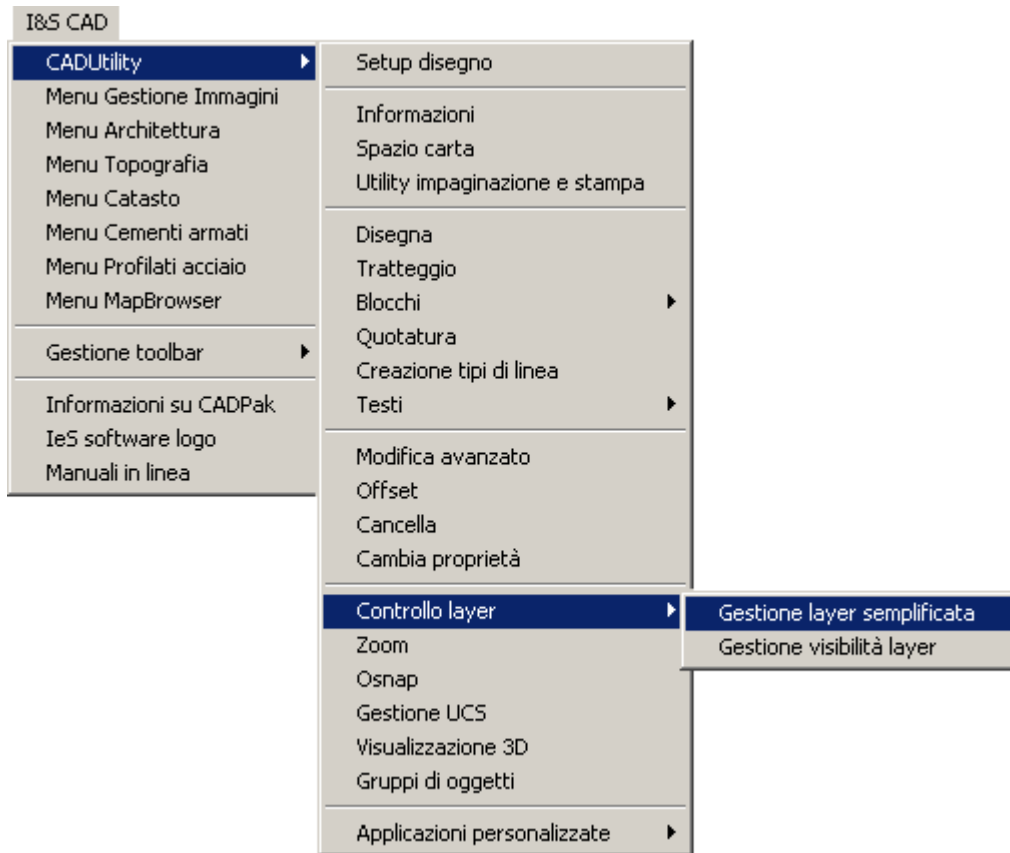 I&S CAD
CADUtility
Menu Gestione Immagini
Menu Architettura
Menu Topografia
Menu Catasto
Menu Cementi armati
Menu Profilati acciaio
Menu MapBrowser
Gestione toolbar
Informazioni su CADPak
IeS software logo
Manuali in linea
Setup disegno
Informazioni
Spazio carta
Utility impaginazione e stampa
Disegna
Tratteggio
Blocchi
Quotatura
Creazione tipi di linea
Testi
Modifica avanzato
Offset
Cancella
Cambia proprietà
Controllo layer
Zoom
Osnap
Gestione UCS
Visualizzazione 3D
Gruppi di oggetti
Applicazioni personalizzate
Gestione layer semplificata
Gestione visibilità layer